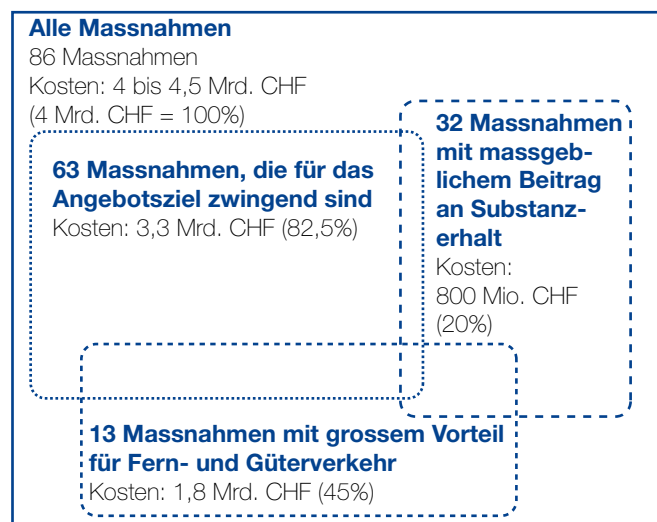 Alle Massnahmen
86 Massnahmen
Kosten: 4 bis 4,5 Mrd. CHF
(4 Mrd. CHF = 100%)
63 Massnahmen, die für das
Angebotsziel zwingend sind
Kosten: 3,3 Mrd. CHF (82,5%)
32 Massnahmen
mit massgeb-
lichem Beitrag
an Substanz-
erhalt
Kosten:
800 Mio. CHF
(20%)
13 Massnahmen mit grossem Vorteil
für Fern- und Güterverkehr
Kosten: 1,8 Mrd. CHF (45%)